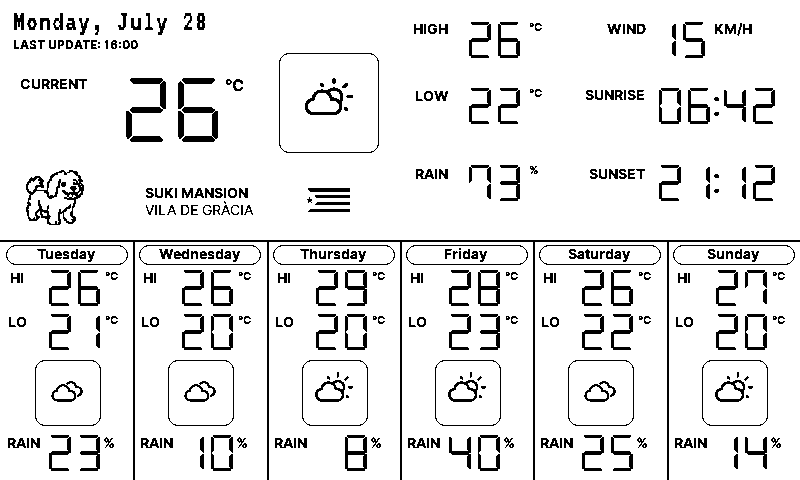 Monday, July 28
LAST UPDATE: 16:00
CURRENT 26 °C
HIGH 26 °C
LOW 22 °C
RAIN 73 %
WIND 15 KM/H
SUNRISE 06:42
SUNSET 21:12
SUKI MANSION
VILA DE GRÀCIA
Tuesday
HI 26 °C
LO 21 °C
RAIN 23 %
Wednesday
HI 26 °C
LO 20 °C
RAIN 10 %
Thursday
HI 29 °C
LO 20 °C
RAIN 8 %
Friday
HI 28 °C
LO 23 °C
RAIN 40 %
Saturday
HI 26 °C
LO 22 °C
RAIN 25 %
Sunday
HI 27 °C
LO 20 °C
RAIN 14 %